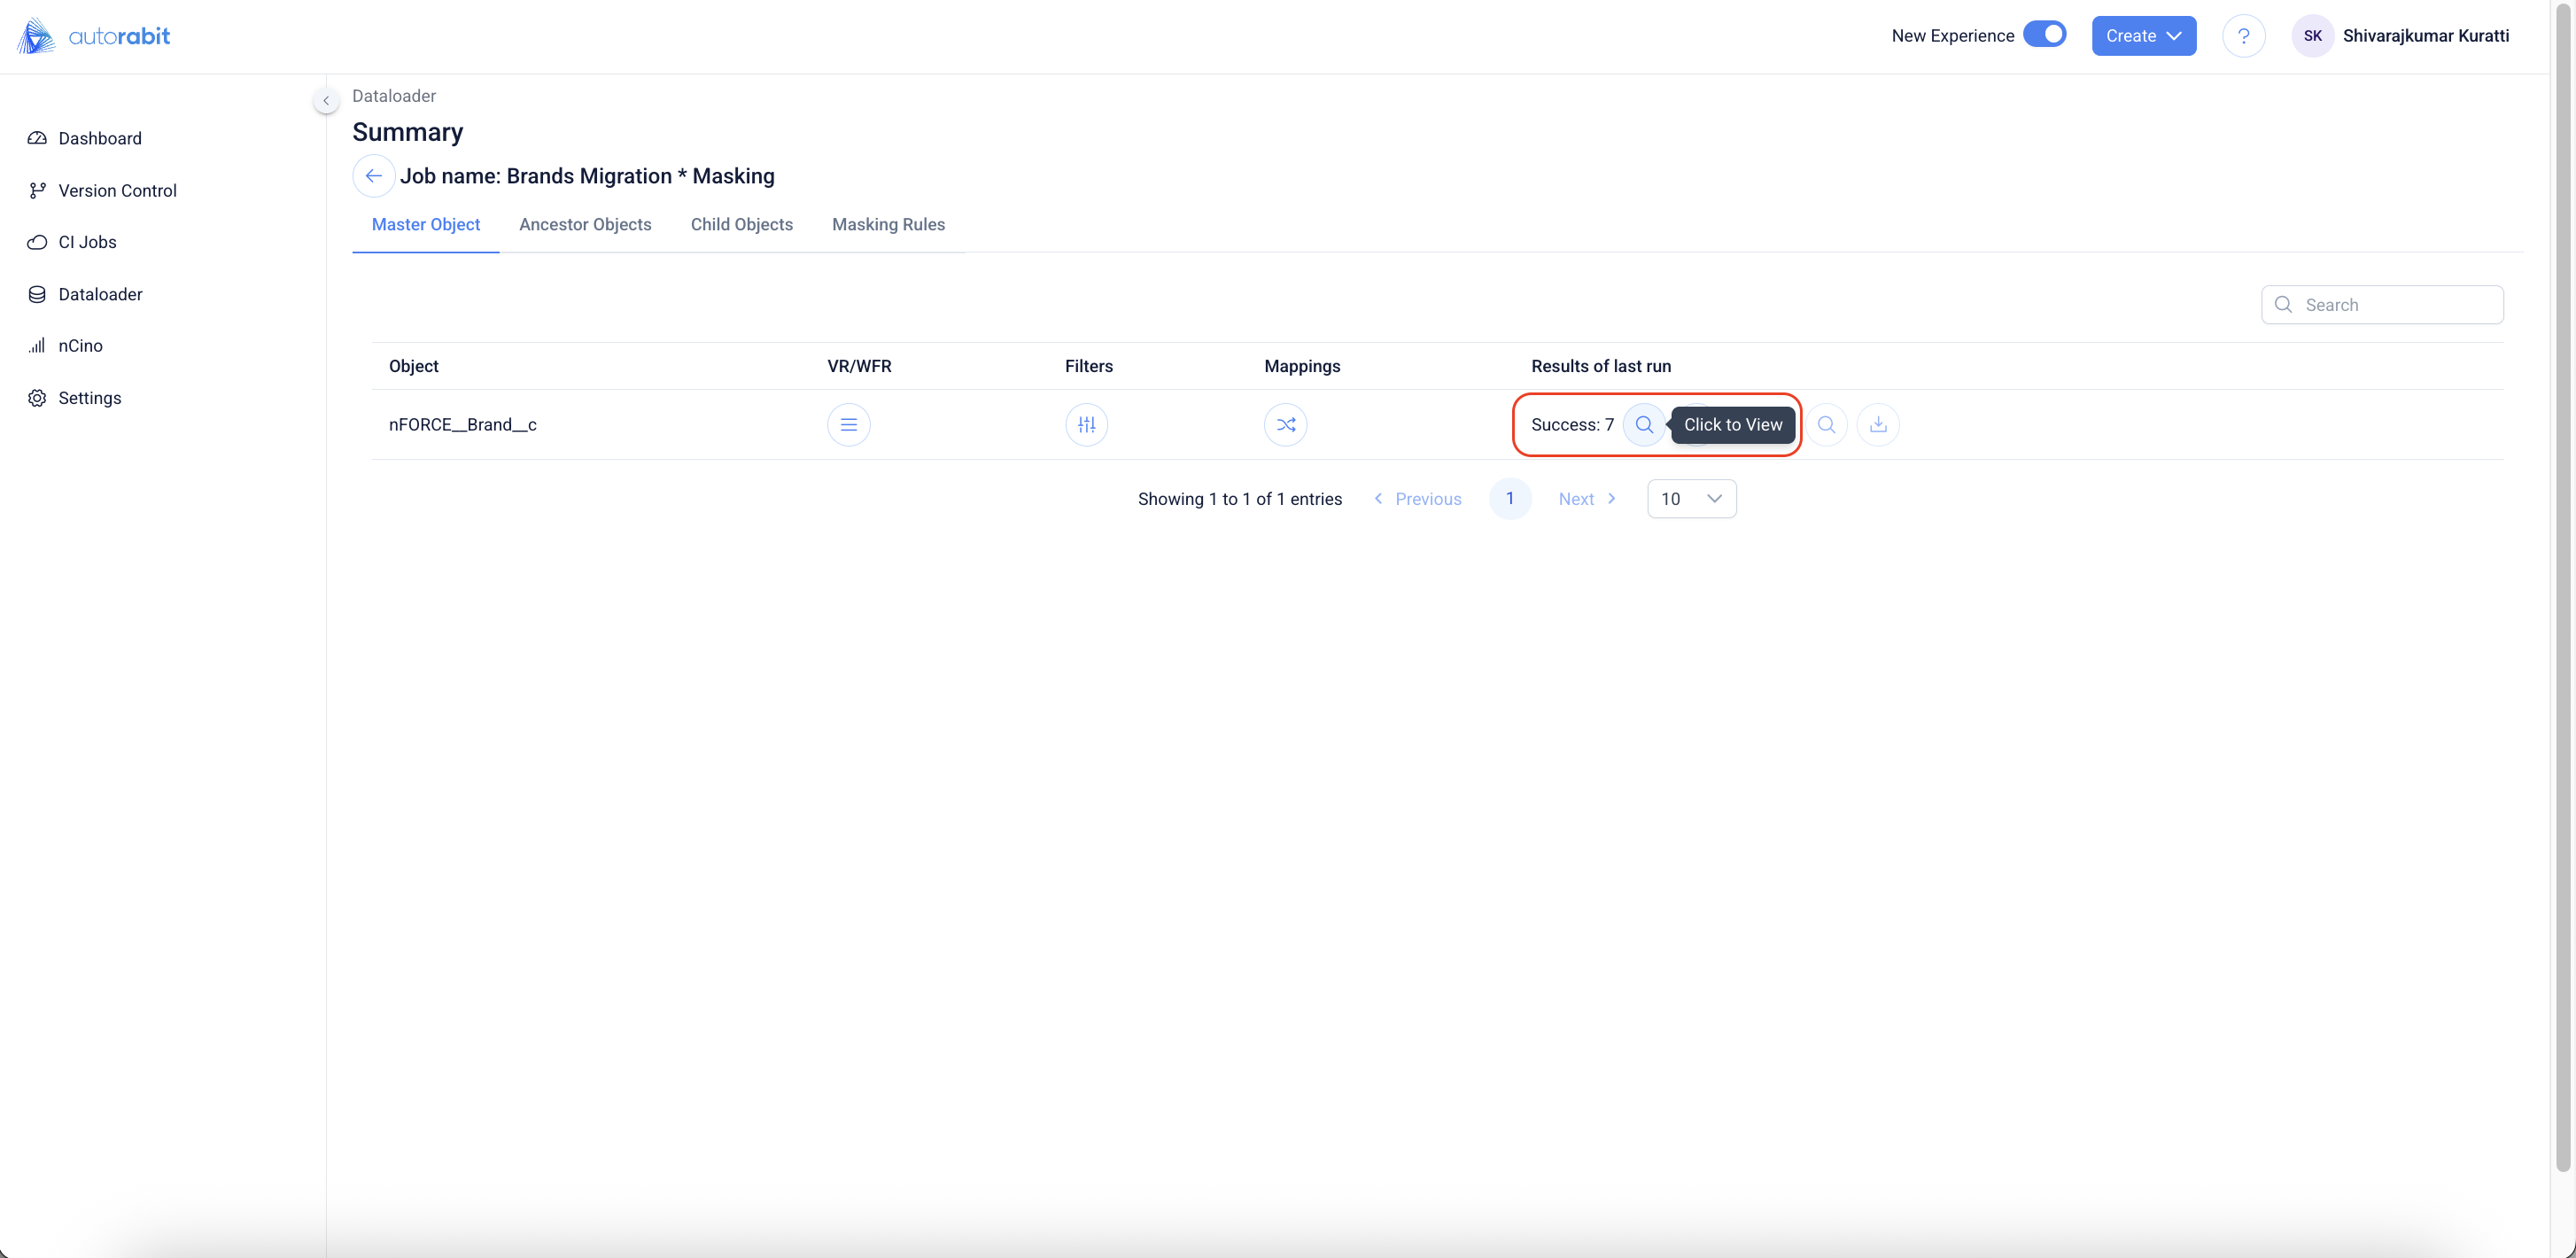 autorabit
New Experience
Create
?
SK
Shivarajkumar Kuratti
Dashboard
Version Control
CI Jobs
Dataloader
nCino
Settings
Dataloader
Summary
Job name: Brands Migration * Masking
Master Object
Ancestor Objects
Child Objects
Masking Rules
Search
Object
VR/WFR
Filters
Mappings
Results of last run
nFORCE__Brand__c
Success: 7
Click to View
Showing 1 to 1 of 1 entries
Previous
1
Next
10